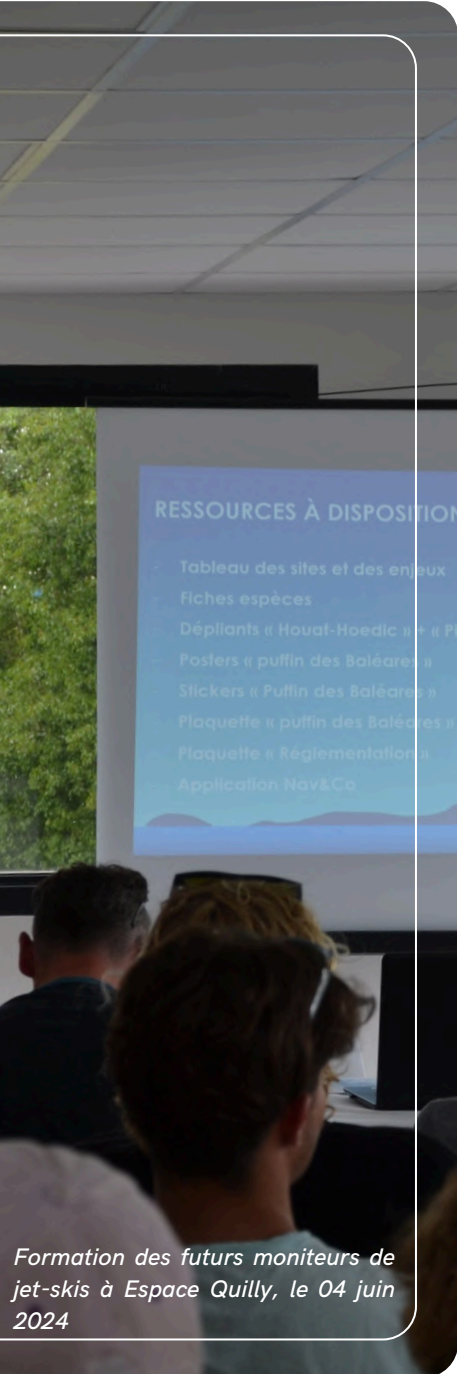 RESSOURCES À DISPOSITION
Tableau des sites et des enjeux
Fiches espèces
Dépliants « Houat-Hoedic » + «
Posters « puffin des Baléares »
Stickers « Puffin des Baléares »
Plaquette « puffin des Baléares »
Plaquette « Réglementation »
Application Nav&Co
Formation des futurs moniteurs de
jet-skis à Espace Quilly, le 04 juin
2024